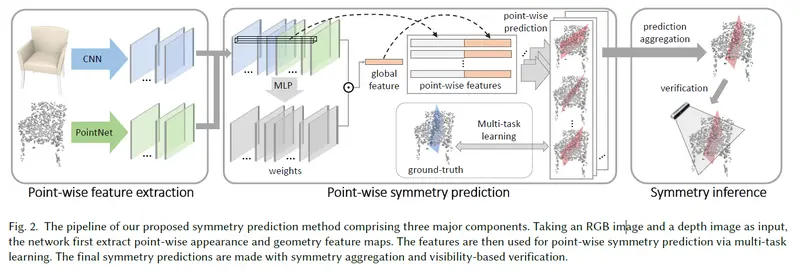 CNN
...
PointNet
...
Point-wise feature extraction
...
MLP
...
weights
global
feature
point-wise features
point-wise
prediction
...
Multi-task
learning
ground-truth
Point-wise symmetry prediction
prediction
aggregation
verification
Symmetry inference
Fig. 2. The pipeline of our proposed symmetry prediction method comprising three major components. Taking an RGB image and a depth image as input,
the network first extract point-wise appearance and geometry feature maps. The features are then used for point-wise symmetry prediction via multi-task
learning. The final symmetry predictions are made with symmetry aggregation and visibility-based verification.